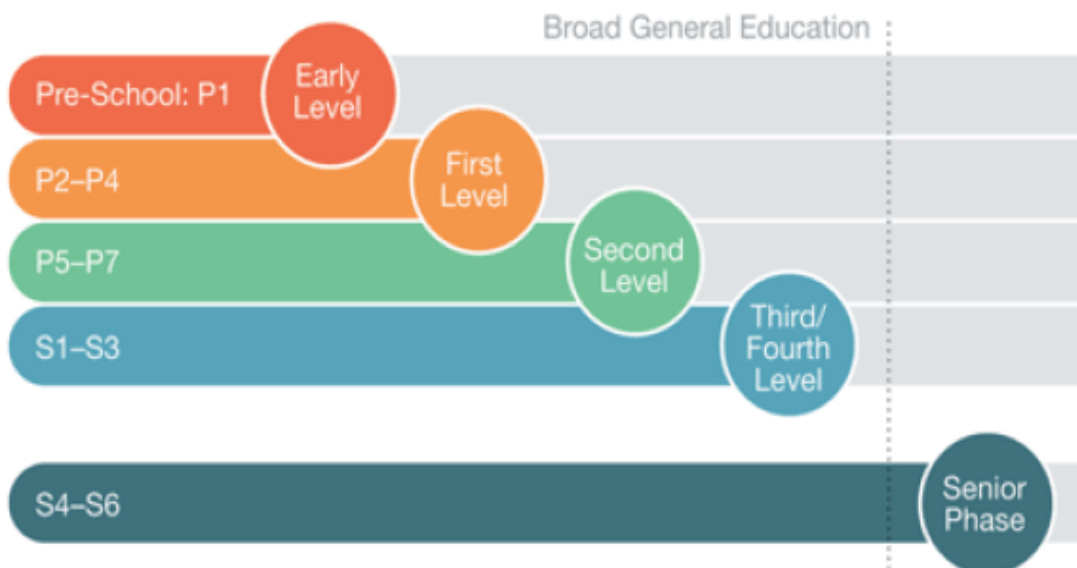 Broad General Education
Pre-School: P1
Early
Level
P2–P4
First
Level
P5–P7
Second
Level
S1–S3
Third/
Fourth
Level
S4–S6
Senior
Phase